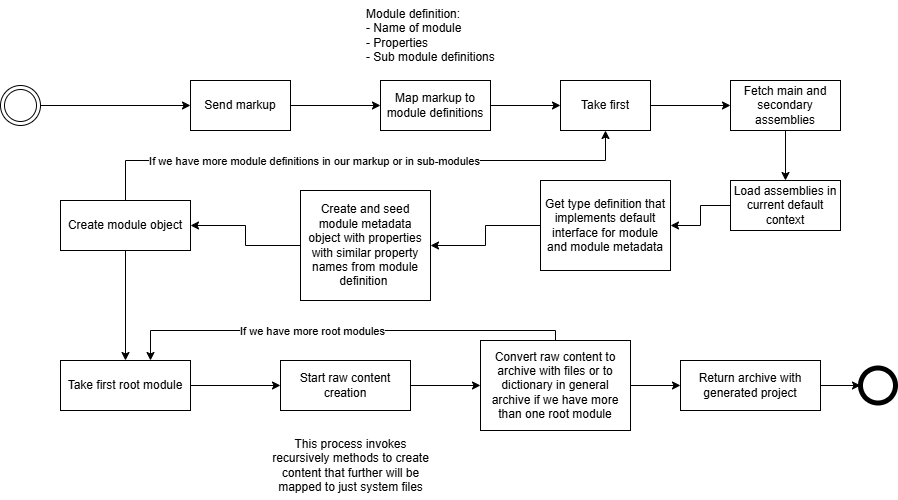 Module definition:
- Name of module
- Properties
- Sub module definitions
Send markup
Map markup to
module definitions
Take first
Fetch main and
secondary
assemblies
If we have more module definitions in our markup or in sub-modules
Load assemblies in
current default
context
Get type definition that
implements default
interface for module
and module metadata
Create and seed
module metadata
object with properties
with similar property
names from module
definition
Create module object
If we have more root modules
Take first root module
Start raw content
creation
Convert raw content to
archive with files or to
dictionary in general
archive if we have more
than one root module
Return archive with
generated project
This process invokes
recursively methods to create
content that further will be
mapped to just system files